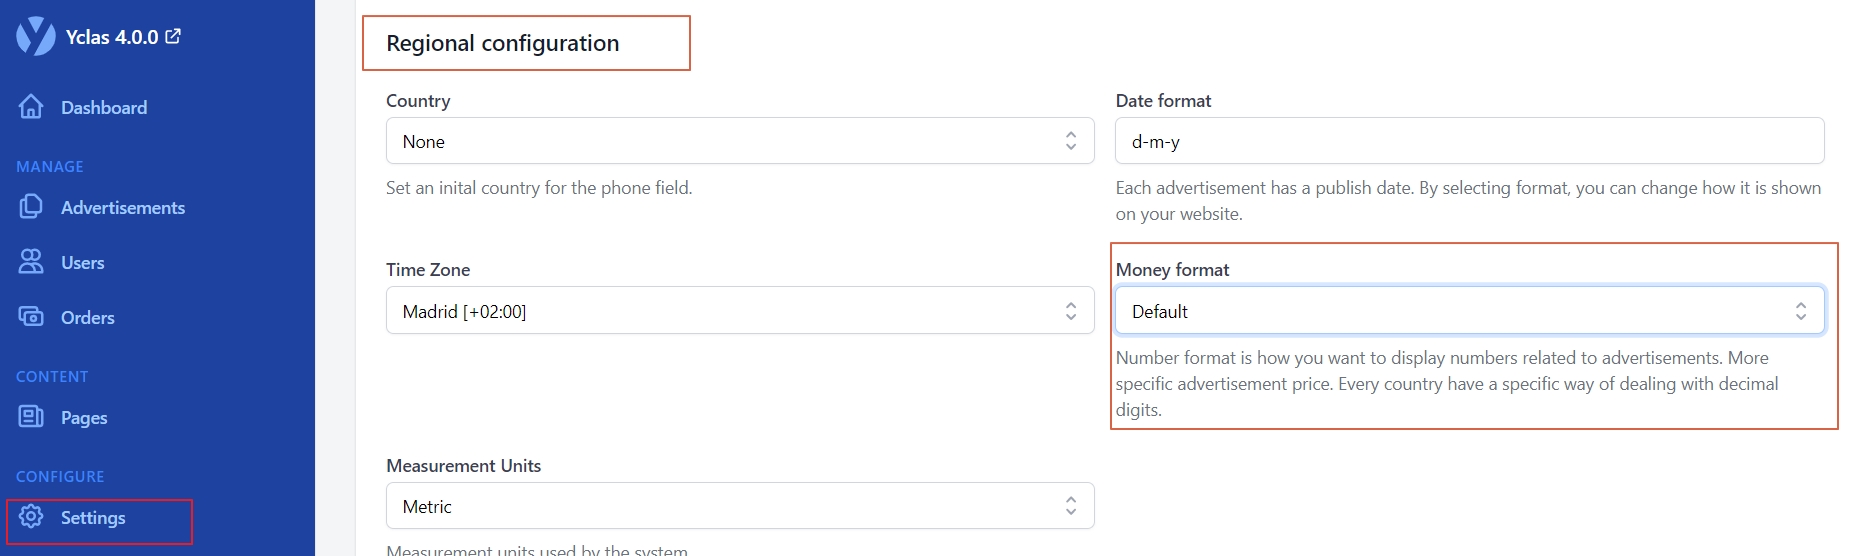 Yclas 4.0.0
Dashboard
MANAGE
Advertisements
Users
Orders
CONTENT
Pages
CONFIGURE
Settings
Regional configuration
Country
None
Set an inital country for the phone field.
Date format
d-m-y
Each advertisement has a publish date. By selecting format, you can change how it is shown
on your website.
Time Zone
Madrid [+02:00]
Money format
Default
Number format is how you want to display numbers related to advertisements. More
specific advertisement price. Every country have a specific way of dealing with decimal
digits.
Measurement Units
Metric
Measurement units used by the system.